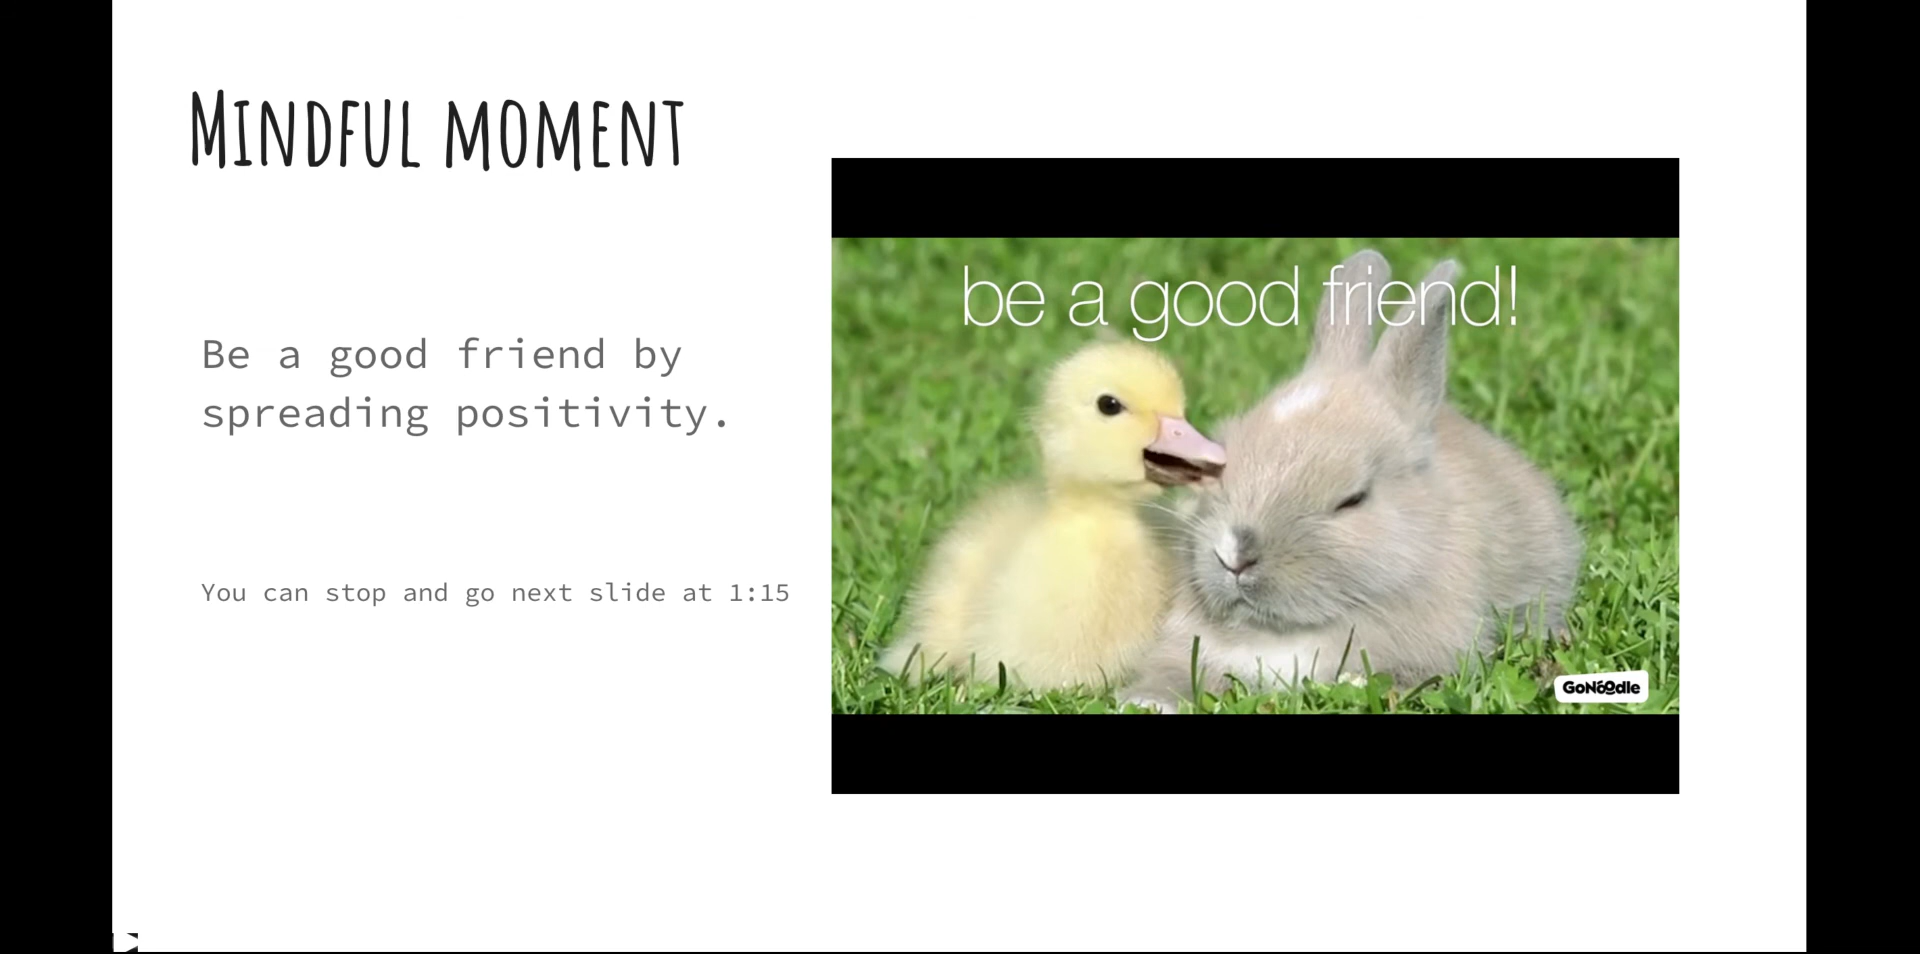 Mindful moment
be a good friend!
Be a good friend by
spreading positivity.
You can stop and go next slide at 1:15
GoNoodle